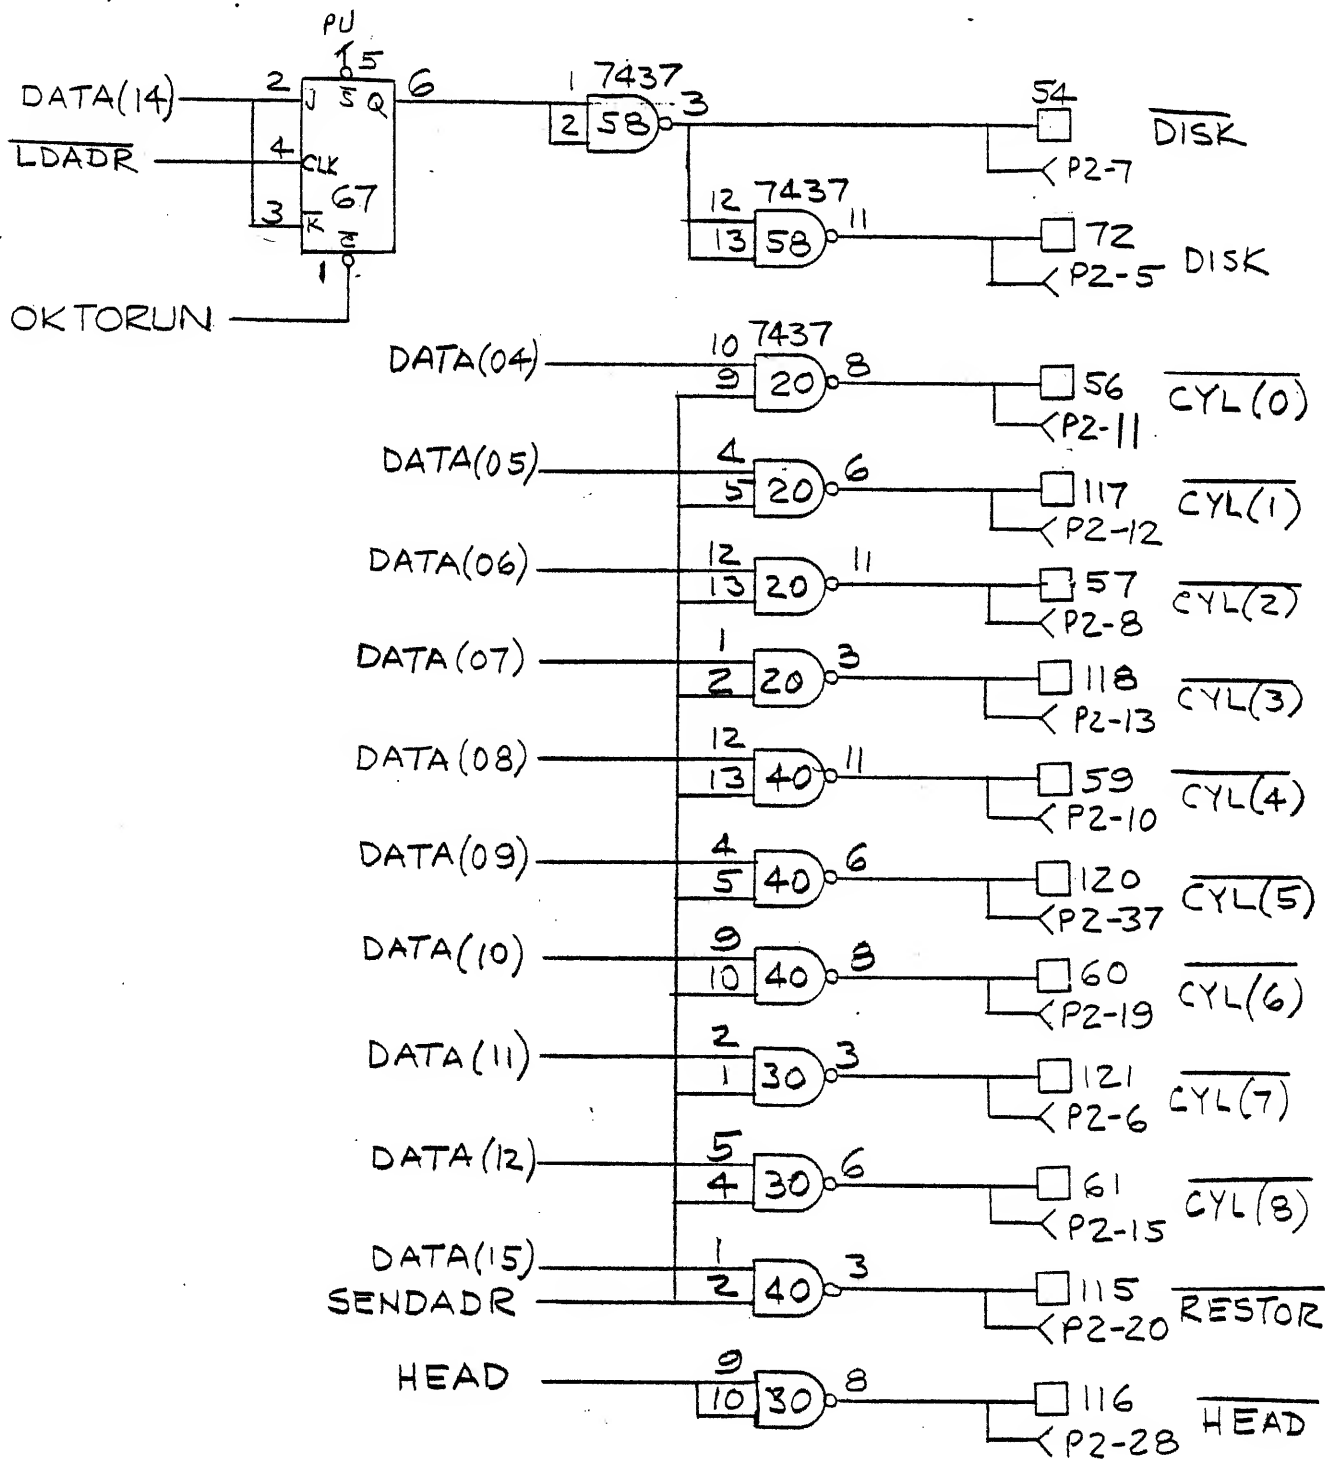 PU
5
DATA(14) 2 J S Q 6 1 7437 3 54 DISK
2 58
LDADR 4 CLK P2-7
67
12 7437 11
3 K 13 58 72 DISK
C P2-5
1
OKTORUN
7437
DATA(04) 10 8 56 CYL(0)
9 20
P2-11
DATA(05) 4 6 117 CYL(1)
5 20
P2-12
DATA(06) 12 11 57 CYL(2)
13 20
P2-8
DATA(07) 1 3 118 CYL(3)
2 20
P2-13
DATA(08) 12 11 59 CYL(4)
13 40
P2-10
DATA(09) 4 6 120 CYL(5)
5 40
P2-37
DATA(10) 9 8 60 CYL(6)
10 40
P2-19
DATA(11) 2 3 121 CYL(7)
1 30
P2-6
DATA(12) 5 6 61 CYL(8)
4 30
P2-15
DATA(15) 1 3 115 RESTOR
SENDADR 2 40
P2-20
HEAD 9 8 116 HEAD
10 30
P2-28